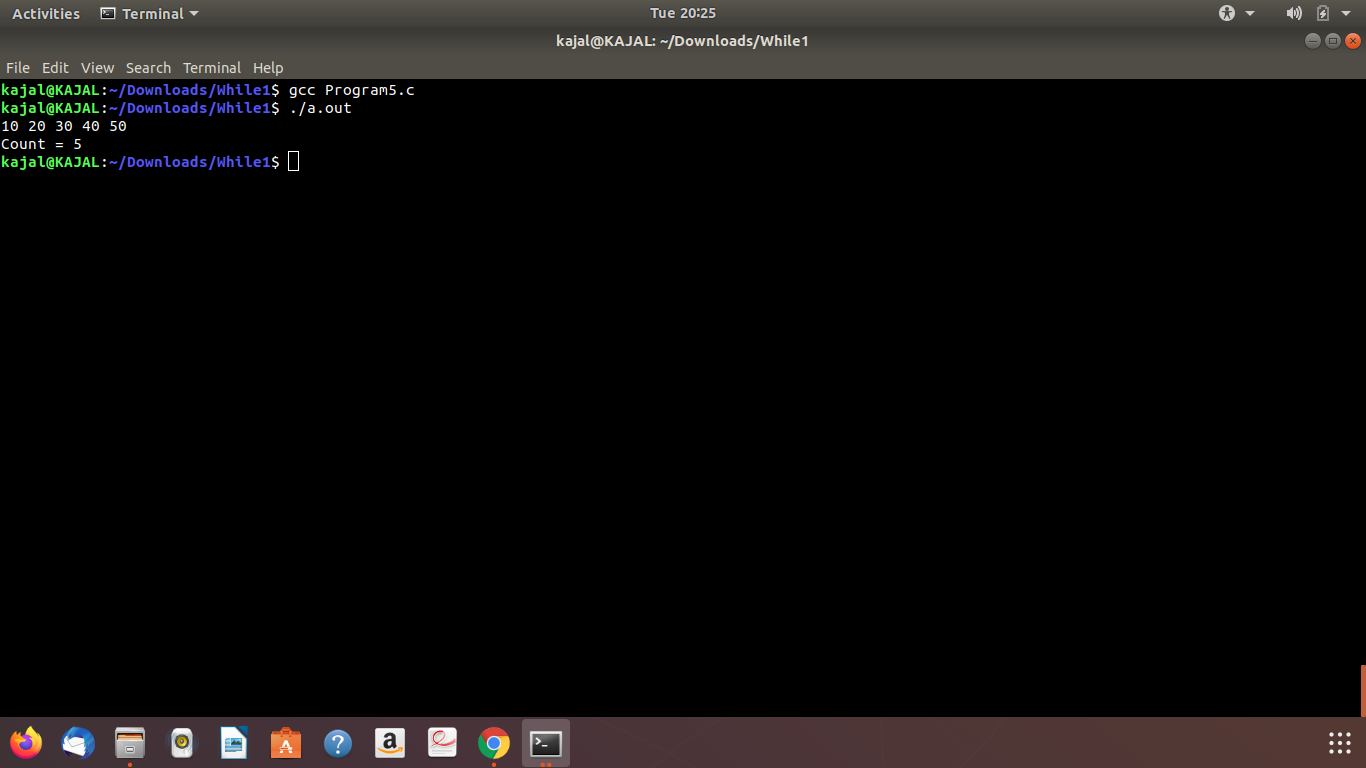 Activities Terminal Tue 20:25
kajal@KAJAL: ~/Downloads/While1
File Edit View Search Terminal Help
kajal@KAJAL:~/Downloads/While1$ gcc Program5.c
kajal@KAJAL:~/Downloads/While1$ ./a.out
10 20 30 40 50
Count = 5
kajal@KAJAL:~/Downloads/While1$